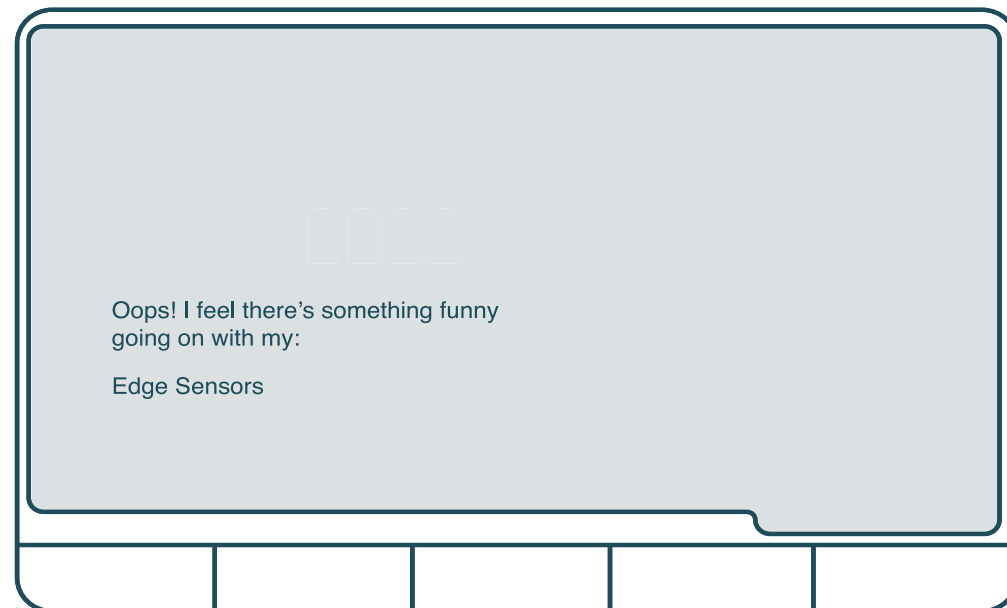 Oops! I feel there’s something funny
going on with my:
Edge Sensors